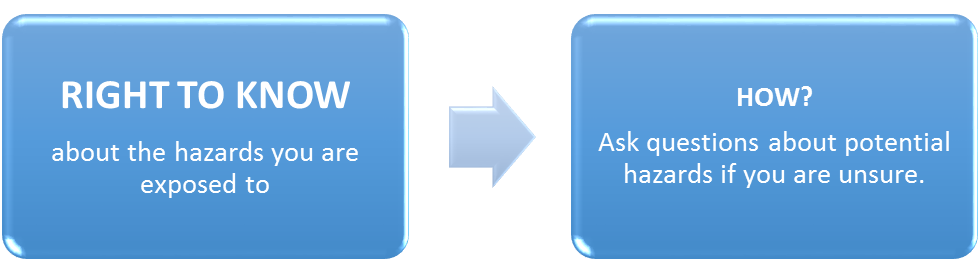 RIGHT TO KNOW
about the hazards you are
exposed to
HOW?
Ask questions about potential
hazards if you are unsure.